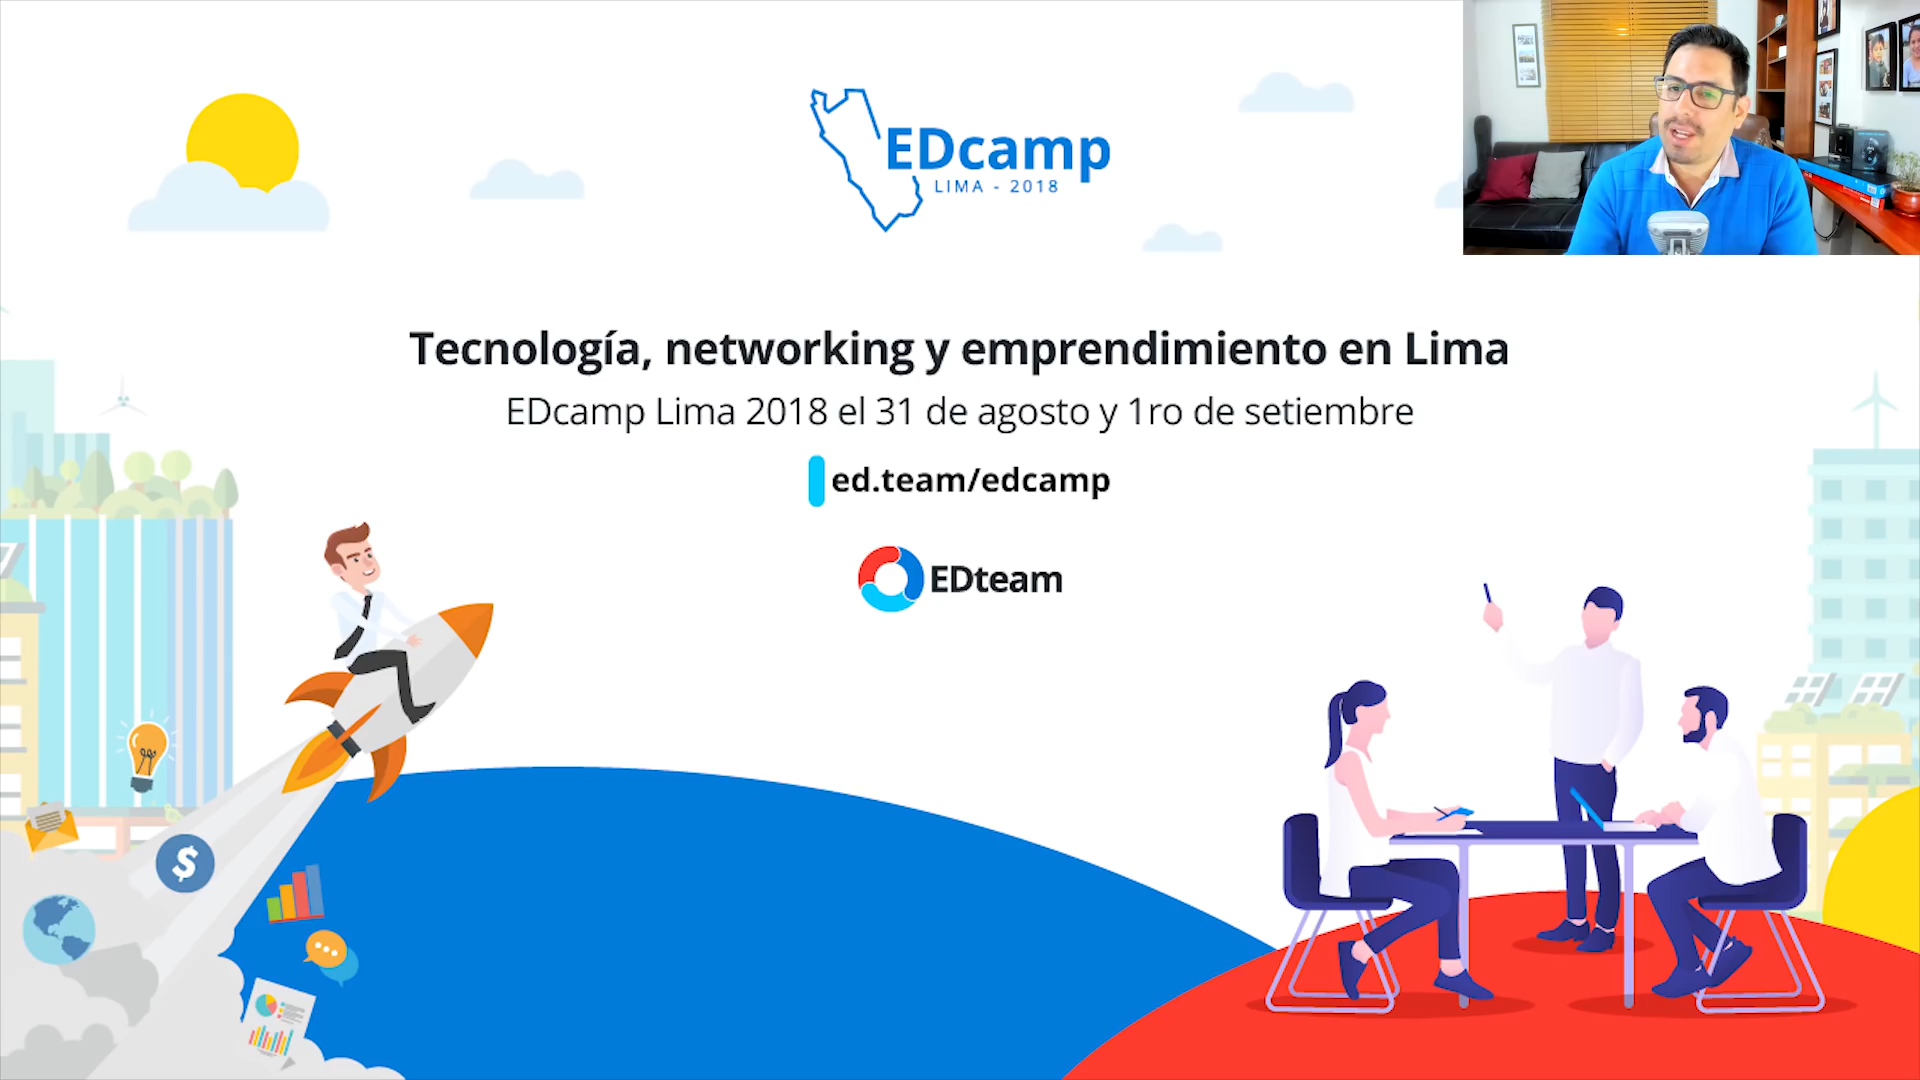 EDcamp
LIMA - 2018
Tecnología, networking y emprendimiento en Lima
EDcamp Lima 2018 el 31 de agosto y 1ro de setiembre
ed.team/edcamp
EDteam
$